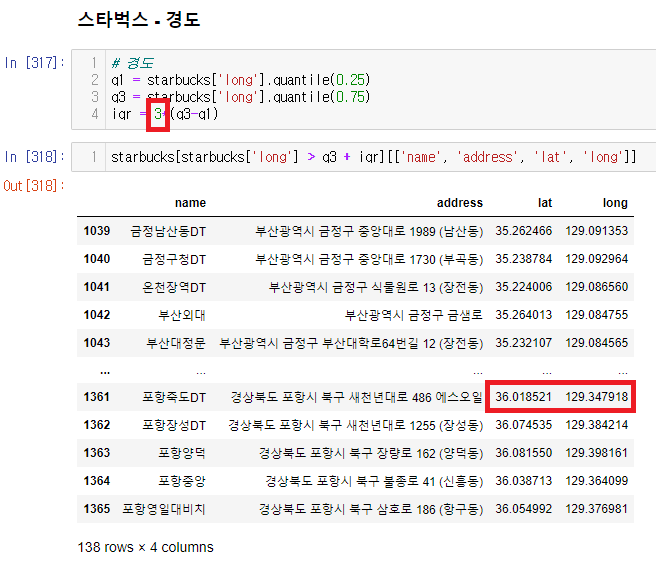 스타벅스 - 경도
In [317]:
1 # 경도
2 q1 = starbucks['long'].quantile(0.25)
3 q3 = starbucks['long'].quantile(0.75)
4 iqr = 3*(q3-q1)
In [318]:
1 starbucks[starbucks['long'] > q3 + iqr][['name', 'address', 'lat', 'long']]
Out[318]:
name address lat long
1039 금정남산동DT 부산광역시 금정구 중앙대로 1989 (남산동) 35.262466 129.091353
1040 금정구청DT 부산광역시 금정구 중앙대로 1730 (부곡동) 35.238784 129.092964
1041 온천장역DT 부산광역시 금정구 식물원로 13 (장전동) 35.224006 129.086560
1042 부산외대 부산광역시 금정구 금샘로 35.264013 129.084755
1043 부산대정문 부산광역시 금정구 부산대학로64번길 12 (장전동) 35.232107 129.084565
... ... ... ... ...
1361 포항죽도DT 경상북도 포항시 북구 새천년대로 486 에스오일 36.018521 129.347918
1362 포항장성DT 경상북도 포항시 북구 새천년대로 1255 (장성동) 36.074535 129.384214
1363 포항양덕 경상북도 포항시 북구 장량로 162 (양덕동) 36.081550 129.398161
1364 포항중앙 경상북도 포항시 북구 불종로 41 (신흥동) 36.038713 129.364099
1365 포항영일대비치 경상북도 포항시 북구 삼호로 186 (항구동) 36.054992 129.376981
138 rows × 4 columns